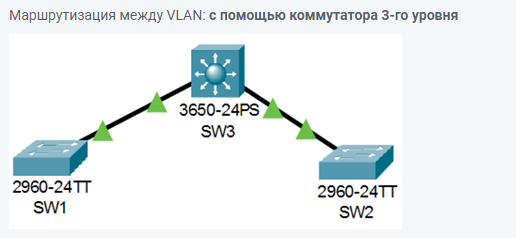 Маршрутизация между VLAN: с помощью коммутатора 3-го уровня
3650-24PS
SW3
2960-24TT
SW1
2960-24TT
SW2